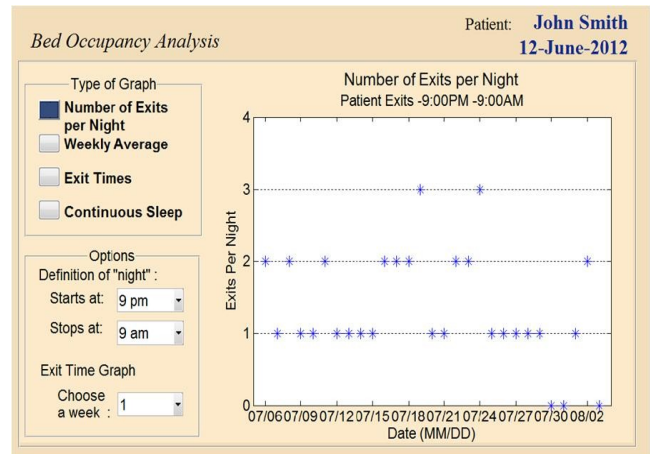 Bed Occupancy Analysis
Patient: John Smith
12-June-2012
Type of Graph
Number of Exits
per Night
Weekly Average
Exit Times
Continuous Sleep
Options
Definition of "night" :
Starts at: 9 pm
Stops at: 9 am
Exit Time Graph
Choose
a week : 1
Number of Exits per Night
Patient Exits -9:00PM -9:00AM
4
3
2
1
0
Exits Per Night
07/06 07/09 07/12 07/15 07/18 07/21 07/24 07/27 07/30 08/02
Date (MM/DD)